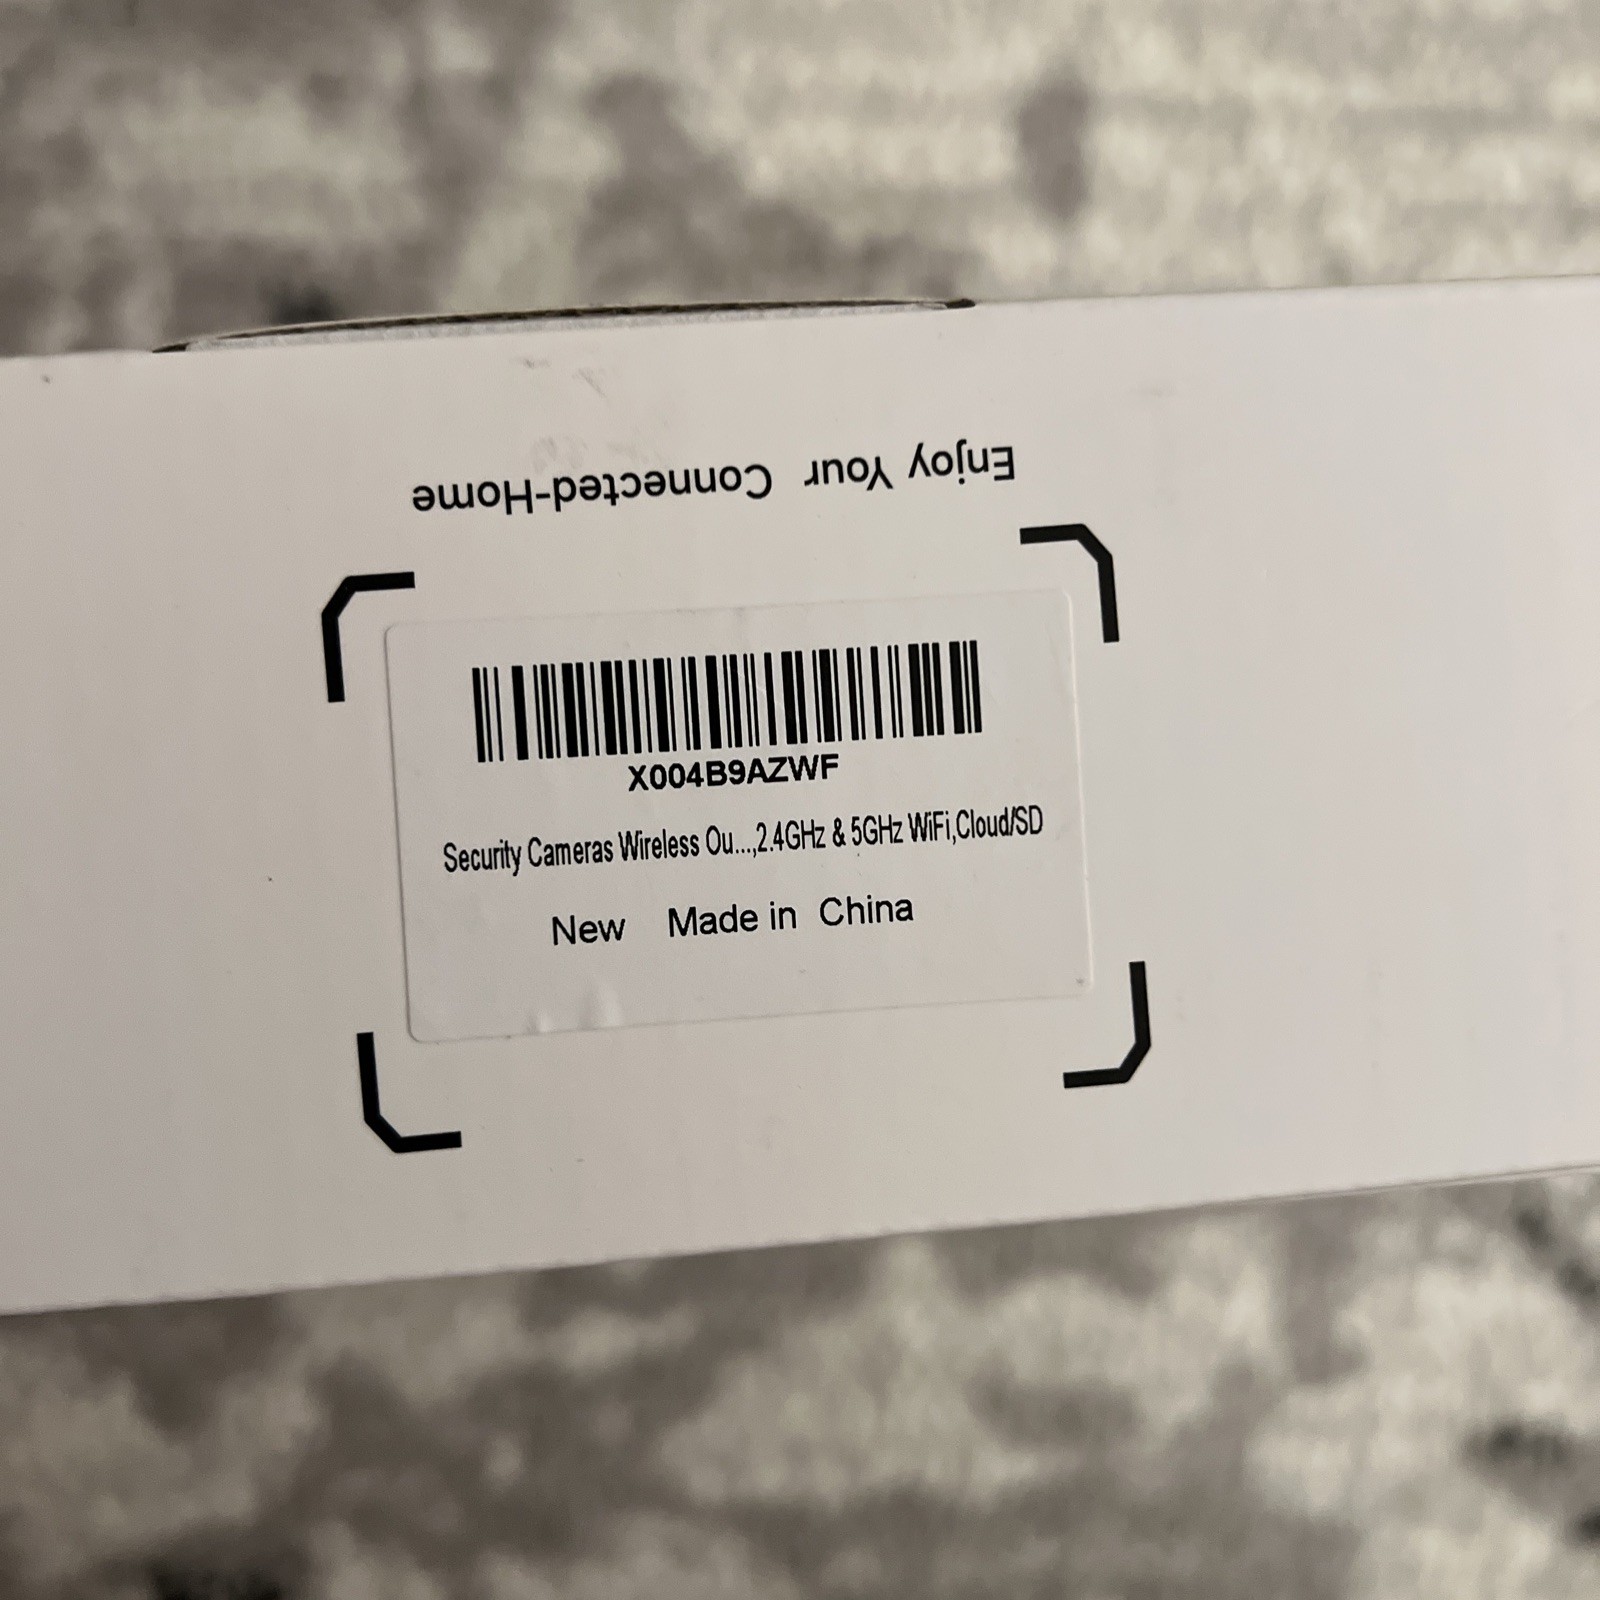 Enjoy Your Connected-Home
X004B9AZWF
Security Cameras Wireless Ou...,2.4GHz & 5GHz WiFi,Cloud/SD
New Made in China